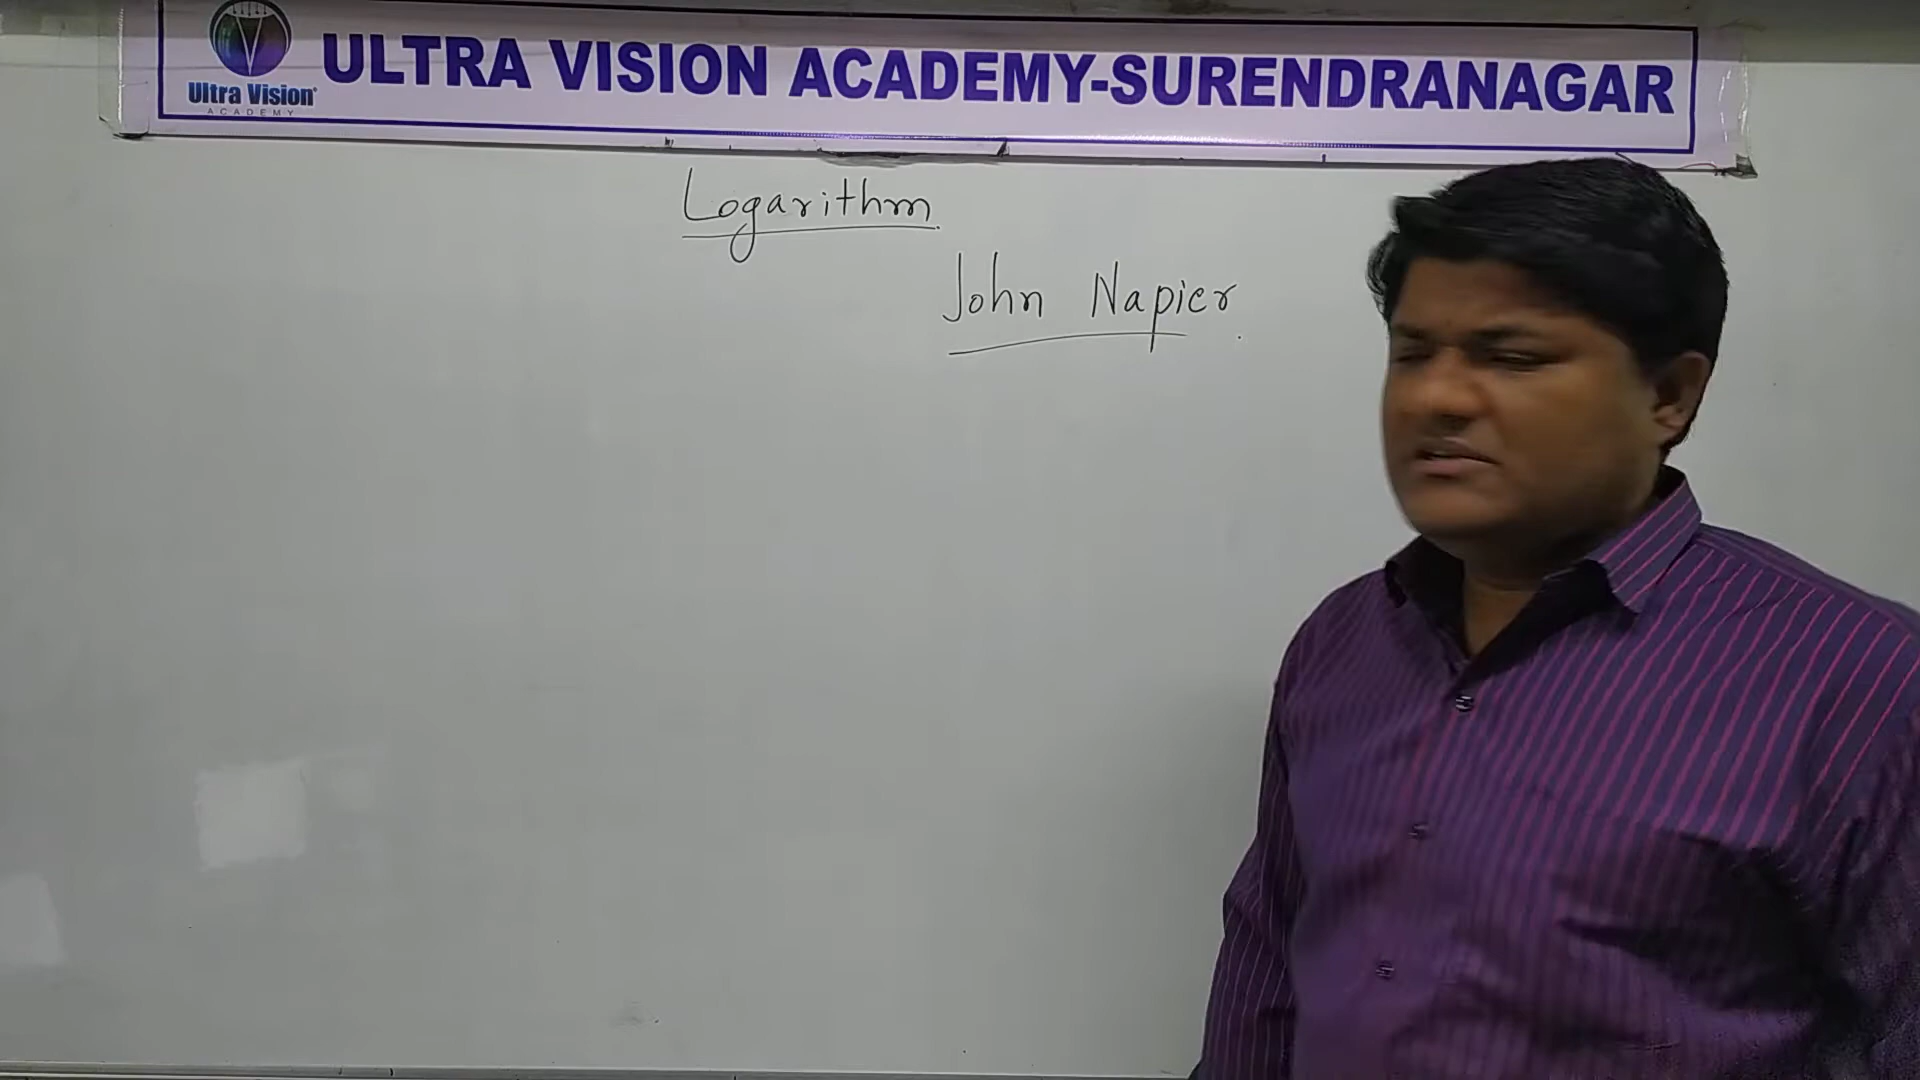 ULTRA VISION ACADEMY-SURENDRANAGAR
Ultra Vision
ACADEMY
Logarithm
John Napier